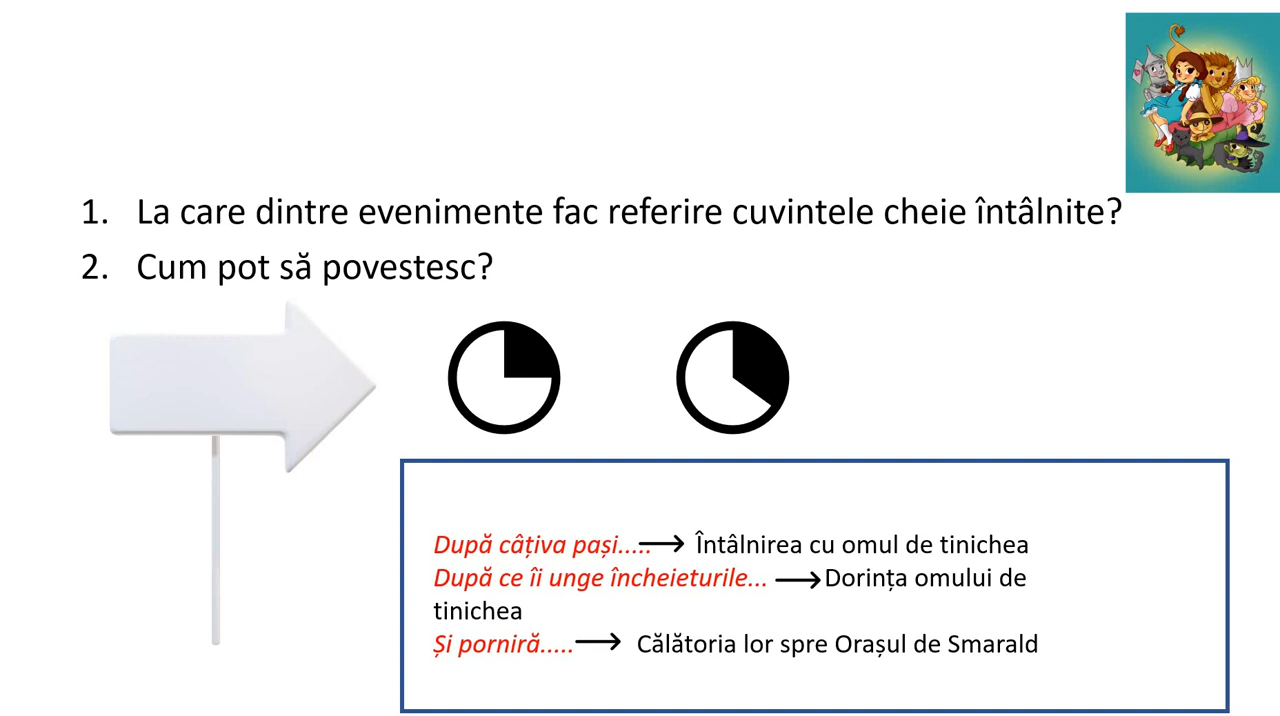 1. La care dintre evenimente fac referire cuvintele cheie întâlnite?
2. Cum pot să povestesc?
După câțiva pași..... Întâlnirea cu omul de tinichea
După ce îi unge încheieturile... Dorința omului de
tinichea
Și porniră..... Călătoria lor spre Orașul de Smarald